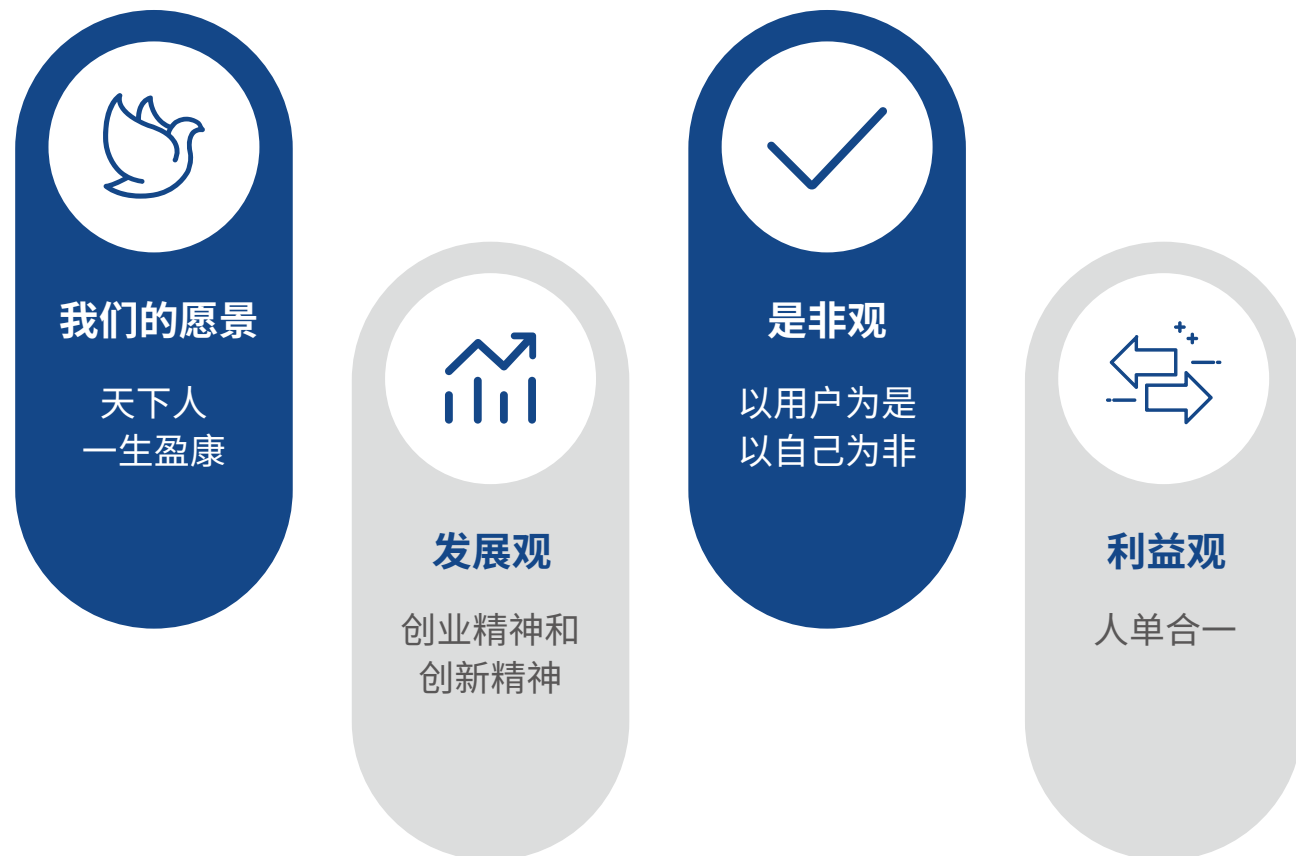 我们的愿景
天下人
一生盈康
发展观
创业精神和
创新精神
是非观
以用户为是
以自己为非
利益观
人单合一